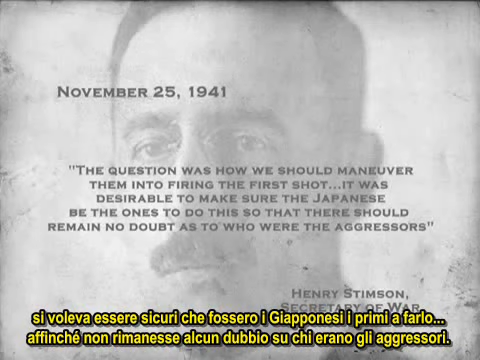 November 25, 1941
"The question was how we should maneuver
them into firing the first shot...it was
desirable to make sure the Japanese
be the ones to do this so that there should
remain no doubt as to who were the aggressors"
Henry Stimson,
Secretary of War
si voleva essere sicuri che fossero i Giapponesi i primi a farlo...
affinché non rimanesse alcun dubbio su chi erano gli aggressori.